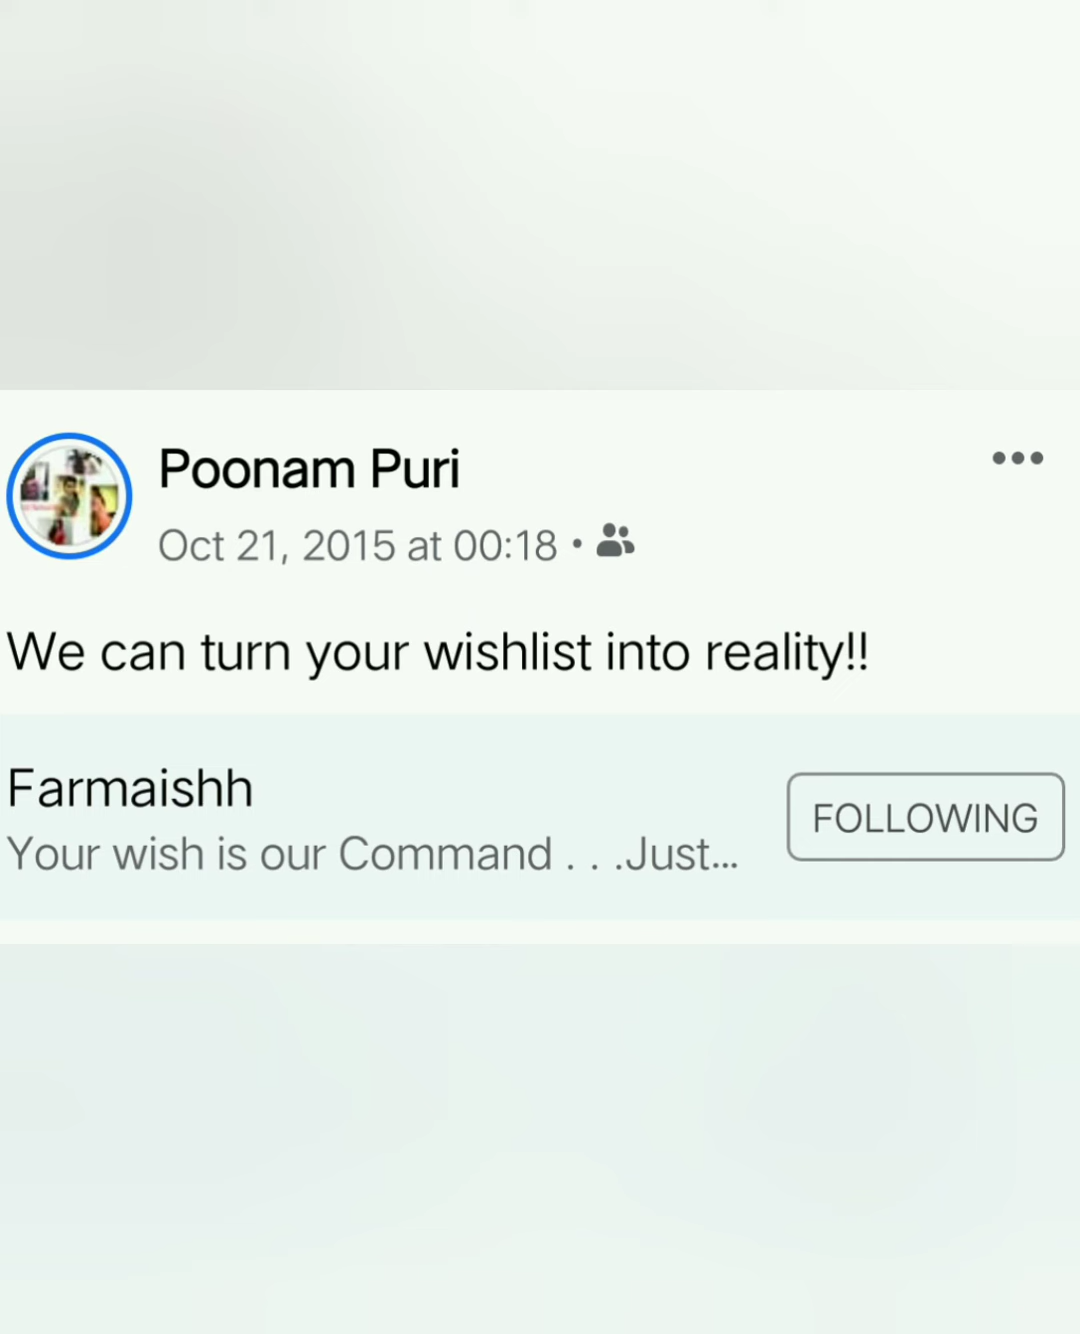 Poonam Puri
Oct 21, 2015 at 00:18 •
We can turn your wishlist into reality!!
Farmaishh
Your wish is our Command . . .Just...
FOLLOWING